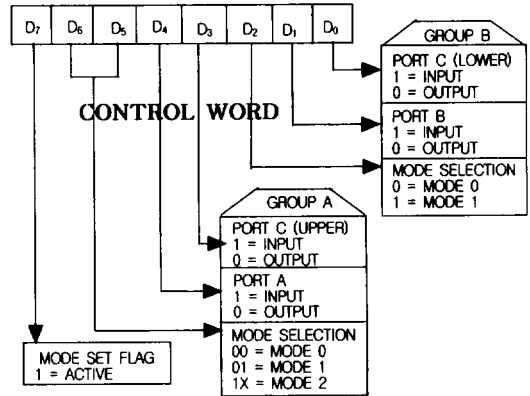 D7 D6 D5 D4 D3 D2 D1 D0
CONTROL WORD
GROUP B
PORT C (LOWER)
1 = INPUT
0 = OUTPUT
PORT B
1 = INPUT
0 = OUTPUT
MODE SELECTION
0 = MODE 0
1 = MODE 1
GROUP A
PORT C (UPPER)
1 = INPUT
0 = OUTPUT
PORT A
1 = INPUT
0 = OUTPUT
MODE SELECTION
00 = MODE 0
01 = MODE 1
1X = MODE 2
MODE SET FLAG
1 = ACTIVE